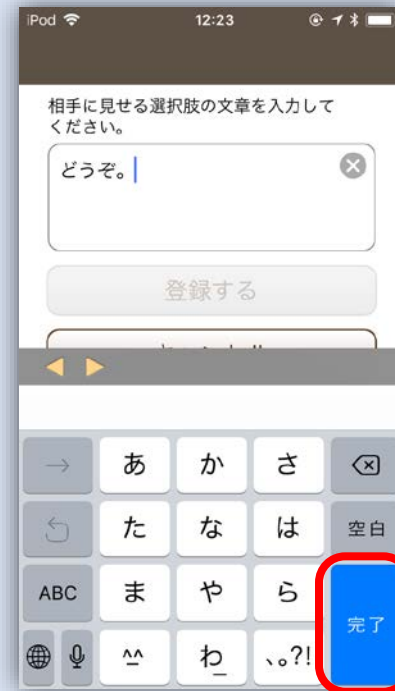 iPod 12:23
相手に見せる選択肢の文章を入力して
ください。
どうぞ。
登録する
→ あ か さ
た な は 空白
ABC ま や ら 完了
^^ わ 、。?!